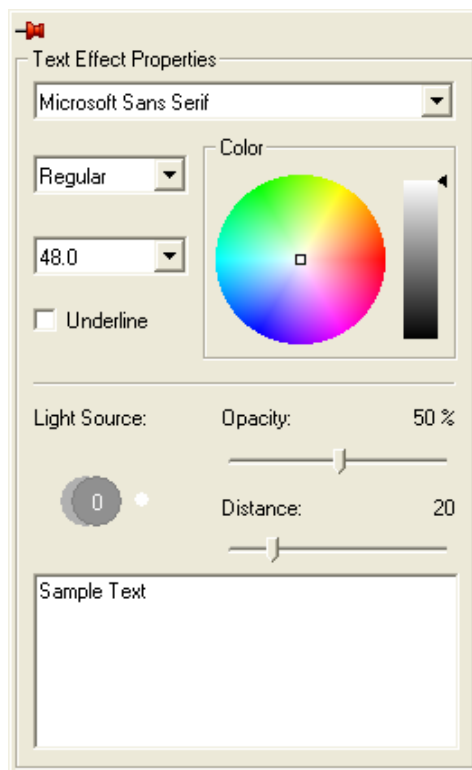 Text Effect Properties
Microsoft Sans Serif
Color
Regular
48.0
Underline
Light Source:
Opacity: 50 %
0
Distance: 20
Sample Text